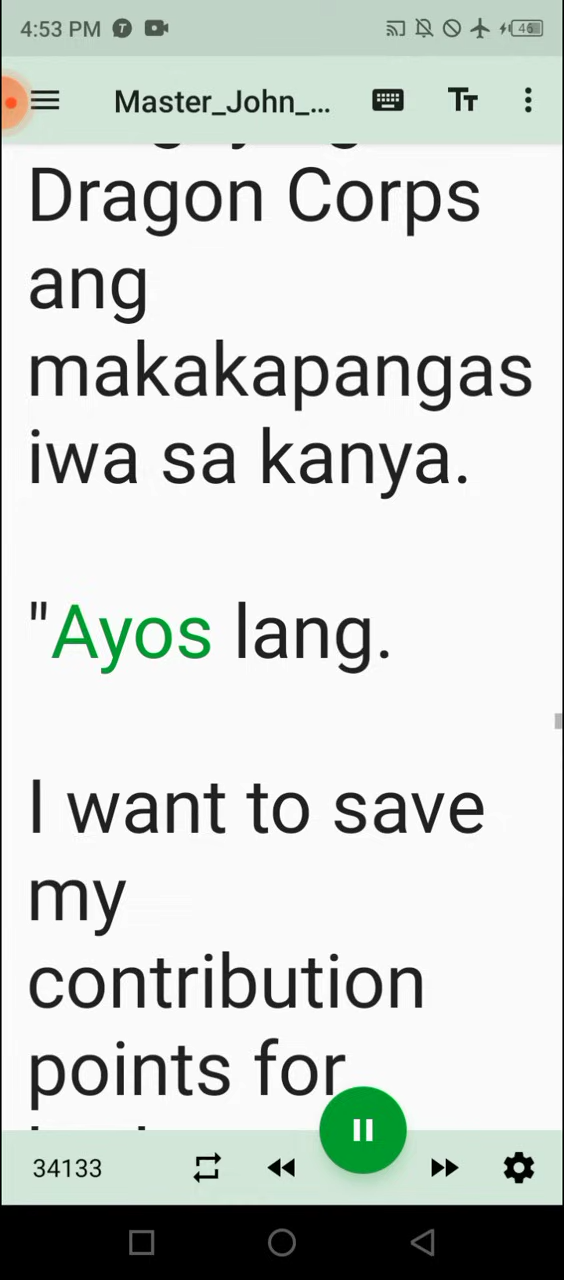 4:53 PM
46
Master_John_...
Dragon Corps
ang
makakapangas
iwa sa kanya.
"Ayos lang.
I want to save
my
contribution
points for
34133